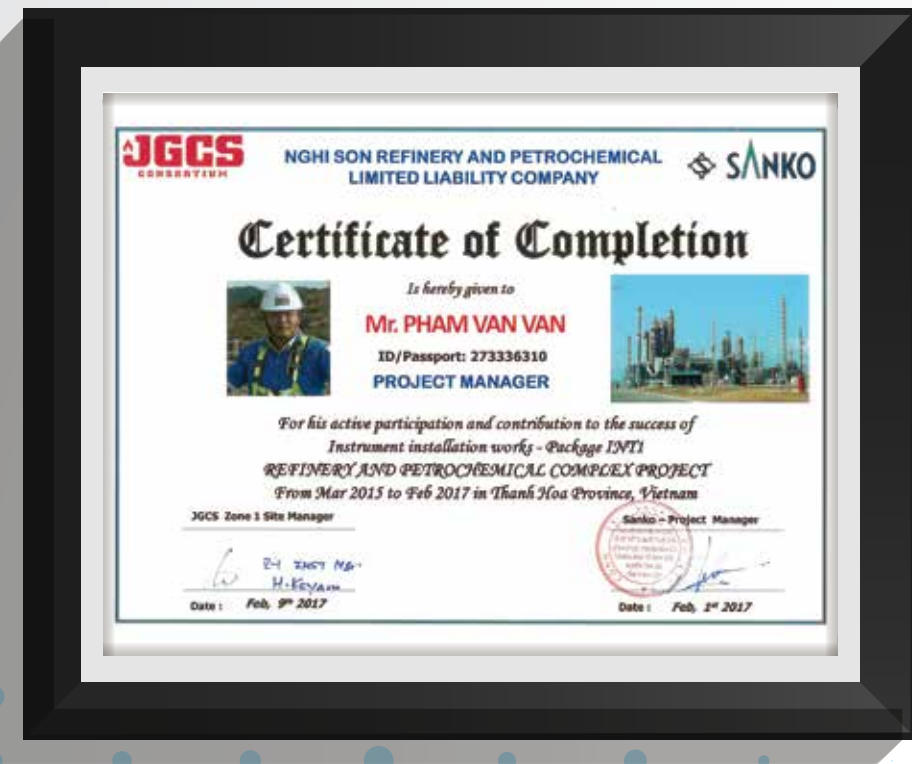 JGCS
CONSORTIUM
NGHI SON REFINERY AND PETROCHEMICAL
LIMITED LIABILITY COMPANY
SANKO
Certificate of Completion
Is hereby given to
Mr. PHAM VAN VAN
ID/Passport: 273336310
PROJECT MANAGER
For his active participation and contribution to the success of
Instrument installation works - Package INT1
REFINERY AND PETROCHEMICAL COMPLEX PROJECT
From Mar 2015 to Feb 2017 in Thanh Hoa Province, Vietnam
JGCS Zone 1 Site Manager
Sanko - Project Manager
Date : Feb, 9th 2017
Date : Feb, 1st 2017